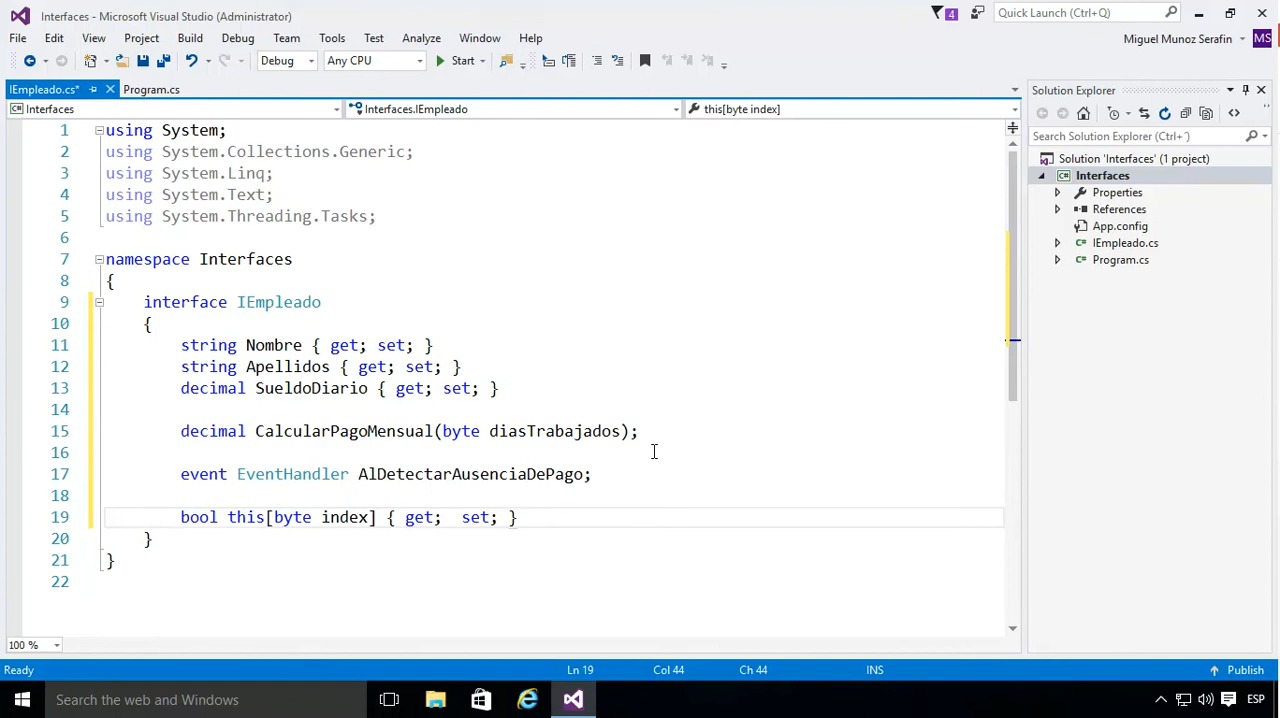 Interfaces - Microsoft Visual Studio (Administrator)
4
Quick Launch (Ctrl+Q)
File Edit View Project Build Debug Team Tools Test Analyze Window Help
Miguel Munoz Serafin MS
Debug Any CPU Start
IEmpleado.cs* Program.cs
Interfaces Interfaces.IEmpleado this[byte index]
1 using System;
2 using System.Collections.Generic;
3 using System.Linq;
4 using System.Text;
5 using System.Threading.Tasks;
6
7 namespace Interfaces
8 {
9 interface IEmpleado
10 {
11 string Nombre { get; set; }
12 string Apellidos { get; set; }
13 decimal SueldoDiario { get; set; }
14
15 decimal CalcularPagoMensual(byte diasTrabajados);
16
17 event EventHandler AlDetectarAusenciaDePago;
18
19 bool this[byte index] { get;  set; }
20 }
21 }
22
100 %
Solution Explorer
Search Solution Explorer (Ctrl+´)
Solution 'Interfaces' (1 project)
C# Interfaces
Properties
References
App.config
C# IEmpleado.cs
C# Program.cs
Ready Ln 19 Col 44 Ch 44 INS Publish
Search the web and Windows
ESP